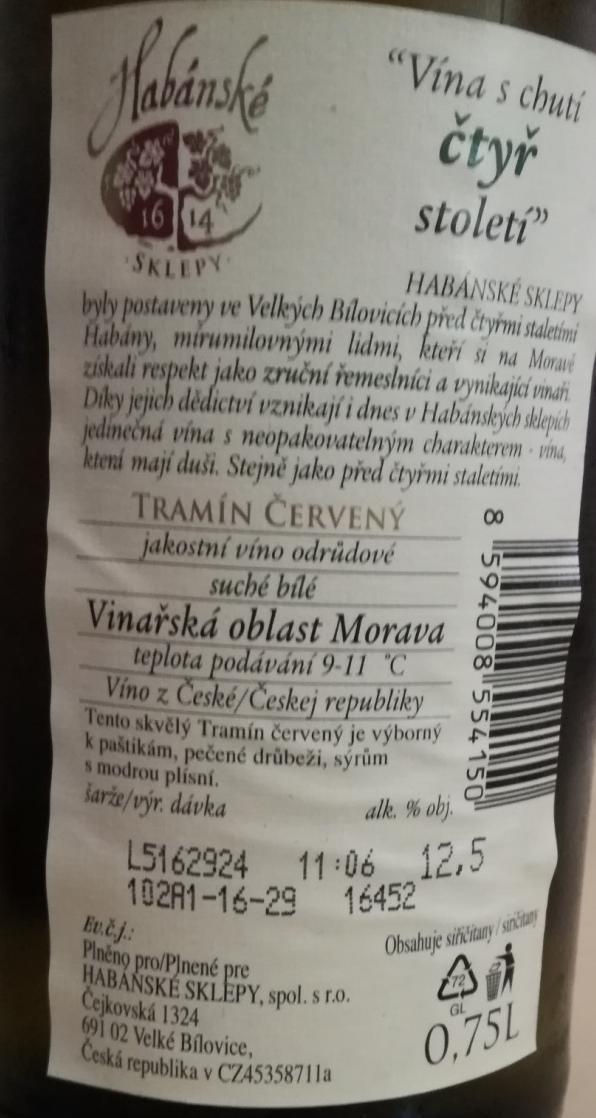 Habánské
16 14
SKLEPY
“Vína s chutí
čtyř
století”
HABÁNSKÉ SKLEPY
byly postaveny ve Velkých Bílovicích před čtyřmi staletími
Habány, mírumilovnými lidmi, kteří si na Moravě
získali respekt jako zruční řemeslníci a vynikající vinaři.
Díky jejich dědictví vznikají i dnes v Habánských sklepích
jedinečná vína s neopakovatelným charakterem - vína,
která mají duši. Stejně jako před čtyřmi staletími.
TRAMÍN ČERVENÝ
jakostní víno odrůdové
suché bílé
Vinařská oblast Morava
teplota podávání 9-11 °C
Víno z České/Českej republiky
Tento skvělý Tramín červený je výborný
k paštikám, pečené drůbeži, sýrům
s modrou plísní.
8 594008 554150
šarže/výr. dávka
alk. % obj.
L5162924 11:06 12,5
102A1-16-29 16452
Ev.č.j.:
Plněno pro/Plnené pre
HABÁNSKÉ SKLEPY, spol. s r.o.
Čejkovská 1324
691 02 Velké Bílovice,
Česká republika v CZ45358711a
Obsahuje siřičitany / siričitany
72
GL
0,75L